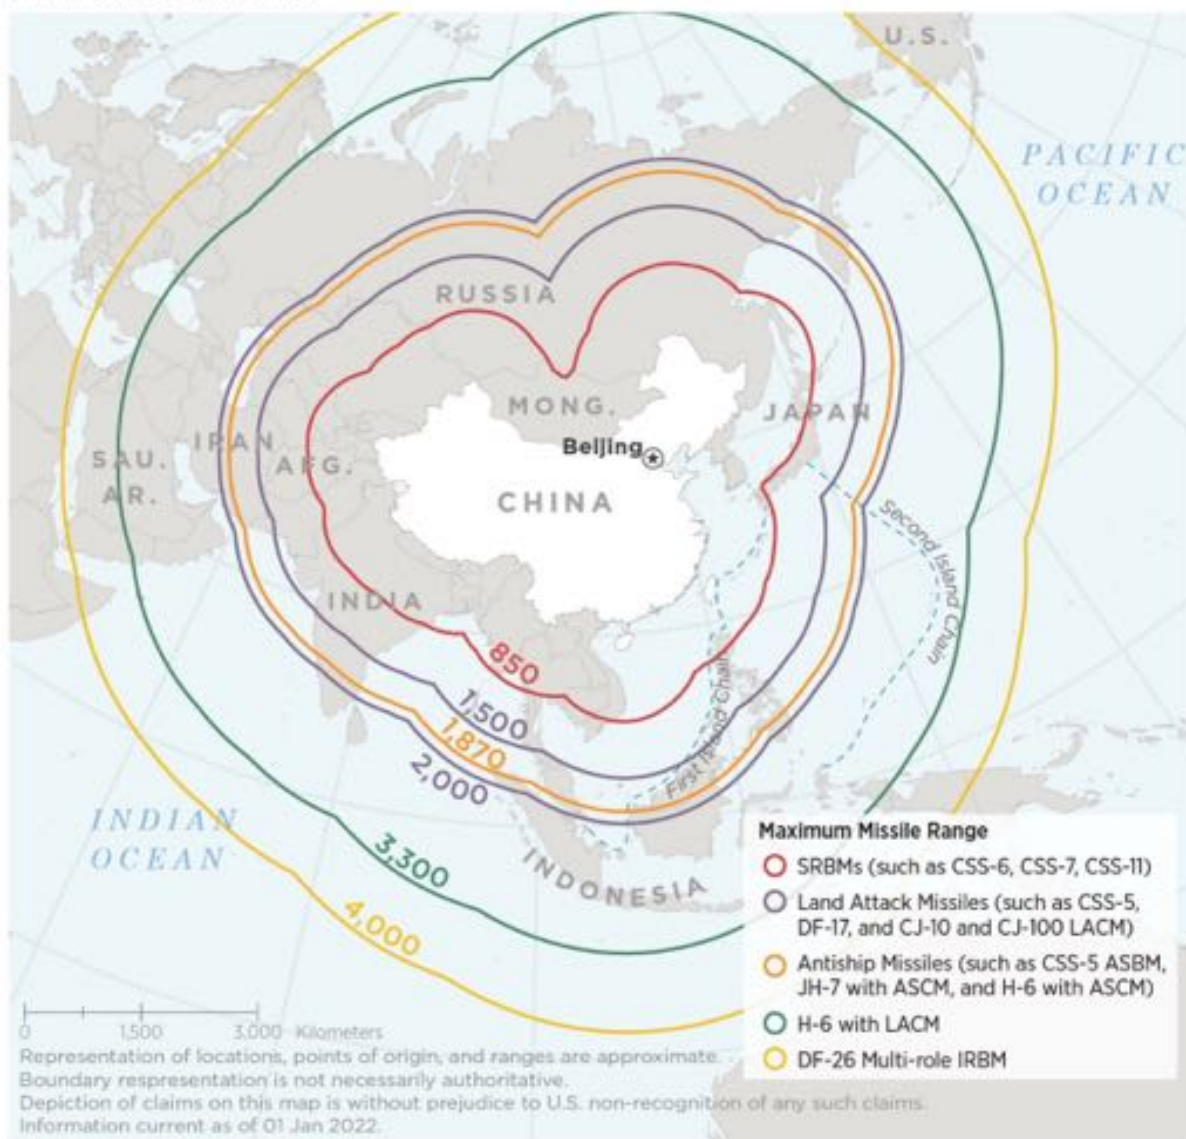 U.S.
PACIFIC
OCEAN
RUSSIA
MONG.
JAPAN
IRAN
AFG.
SAU.
AR.
Beijing
CHINA
Second Island Chain
INDIA
850
1,500
1,870
2,000
First Island Chain
INDIAN
OCEAN
3,300
INDONESIA
4,000
Maximum Missile Range
SRBMs (such as CSS-6, CSS-7, CSS-11)
Land Attack Missiles (such as CSS-5,
DF-17, and CJ-10 and CJ-100 LACM)
Antiship Missiles (such as CSS-5 ASBM,
JH-7 with ASCM, and H-6 with ASCM)
H-6 with LACM
DF-26 Multi-role IRBM
0 1,500 3,000 Kilometers
Representation of locations, points of origin, and ranges are approximate.
Boundary respresentation is not necessarily authoritative.
Depiction of claims on this map is without prejudice to U.S. non-recognition of any such claims.
Information current as of 01 Jan 2022.